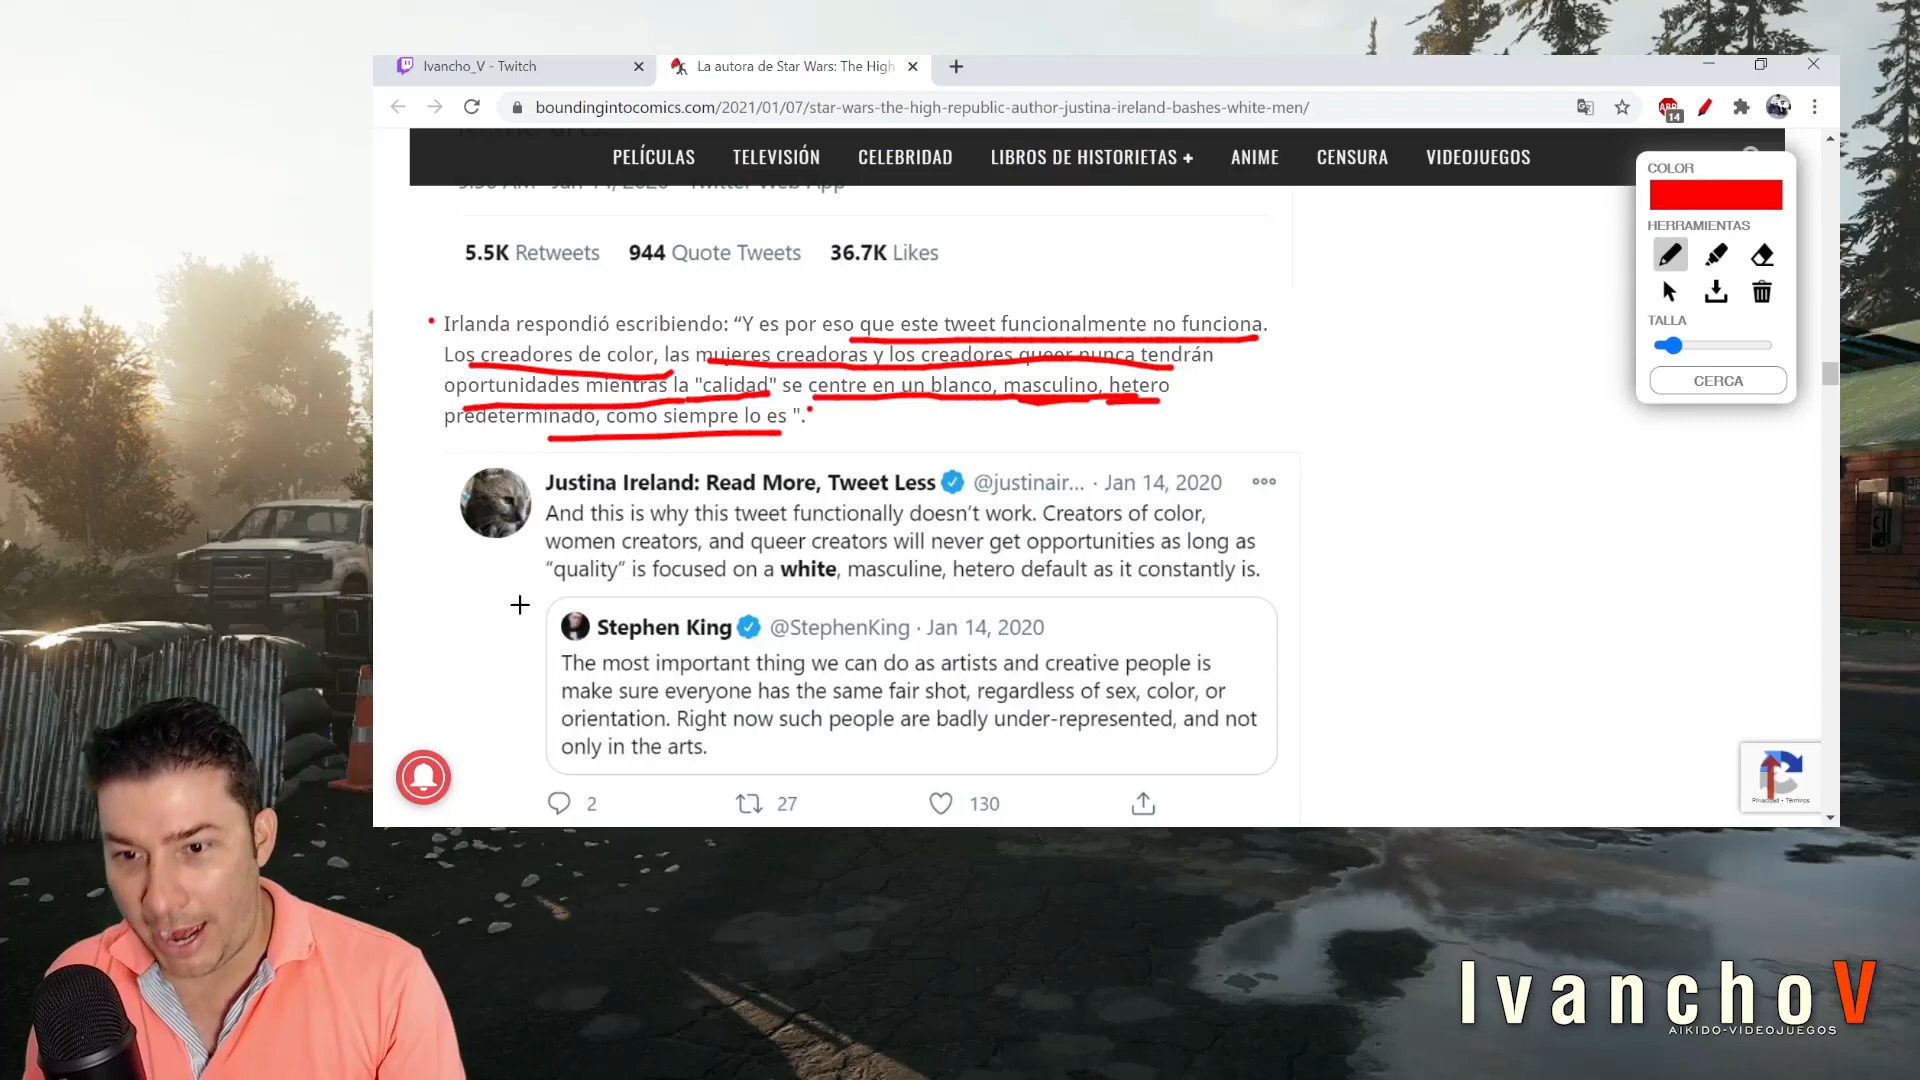 Ivancho_V - Twitch
La autora de Star Wars: The High
boundingintocomics.com/2021/01/07/star-wars-the-high-republic-author-justina-ireland-bashes-white-men/
14
PELÍCULAS TELEVISIÓN CELEBRIDAD LIBROS DE HISTORIETAS + ANIME CENSURA VIDEOJUEGOS
5.5K Retweets 944 Quote Tweets 36.7K Likes
Irlanda respondió escribiendo: “Y es por eso que este tweet funcionalmente no funciona.
Los creadores de color, las mujeres creadoras y los creadores queer nunca tendrán
oportunidades mientras la "calidad" se centre en un blanco, masculino, hetero
predeterminado, como siempre lo es ".
Justina Ireland: Read More, Tweet Less @justinair... · Jan 14, 2020
And this is why this tweet functionally doesn’t work. Creators of color,
women creators, and queer creators will never get opportunities as long as
“quality” is focused on a white, masculine, hetero default as it constantly is.
Stephen King @StephenKing · Jan 14, 2020
The most important thing we can do as artists and creative people is
make sure everyone has the same fair shot, regardless of sex, color, or
orientation. Right now such people are badly under-represented, and not
only in the arts.
2 27 130
COLOR
HERRAMIENTAS
TALLA
CERCA
Privacidad - Términos
IvanchoV
AIKIDO-VIDEOJUEGOS